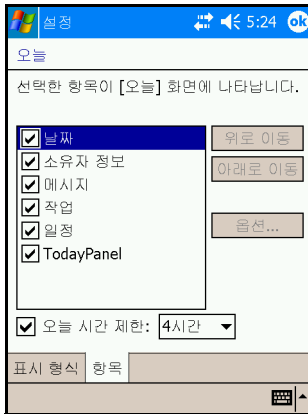 설정 5:24 ok
오늘
선택한 항목이 [오늘] 화면에 나타납니다.
날짜
소유자 정보
메시지
작업
일정
TodayPanel
위로 이동
아래로 이동
옵션...
오늘 시간 제한: 4시간
표시 형식 항목